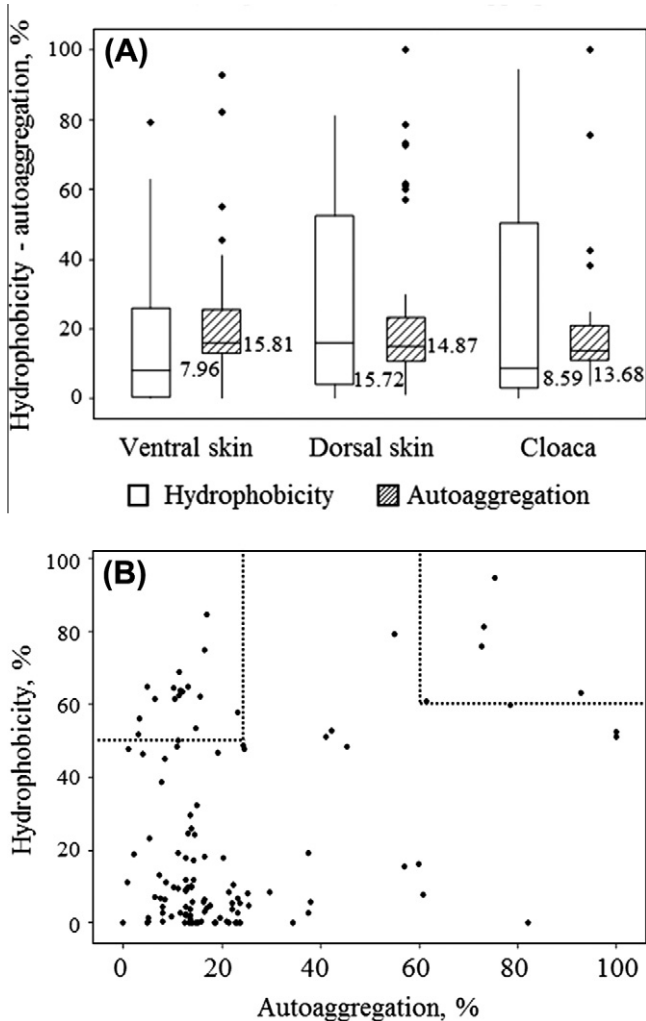 (A)
Hydrophobicity - autoaggregation, %
100
80
60
40
20
0
7.96
15.81
15.72
14.87
8.59
13.68
Ventral skin Dorsal skin Cloaca
Hydrophobicity Autoaggregation
(B)
Hydrophobicity, %
100
80
60
40
20
0
0 20 40 60 80 100
Autoaggregation, %